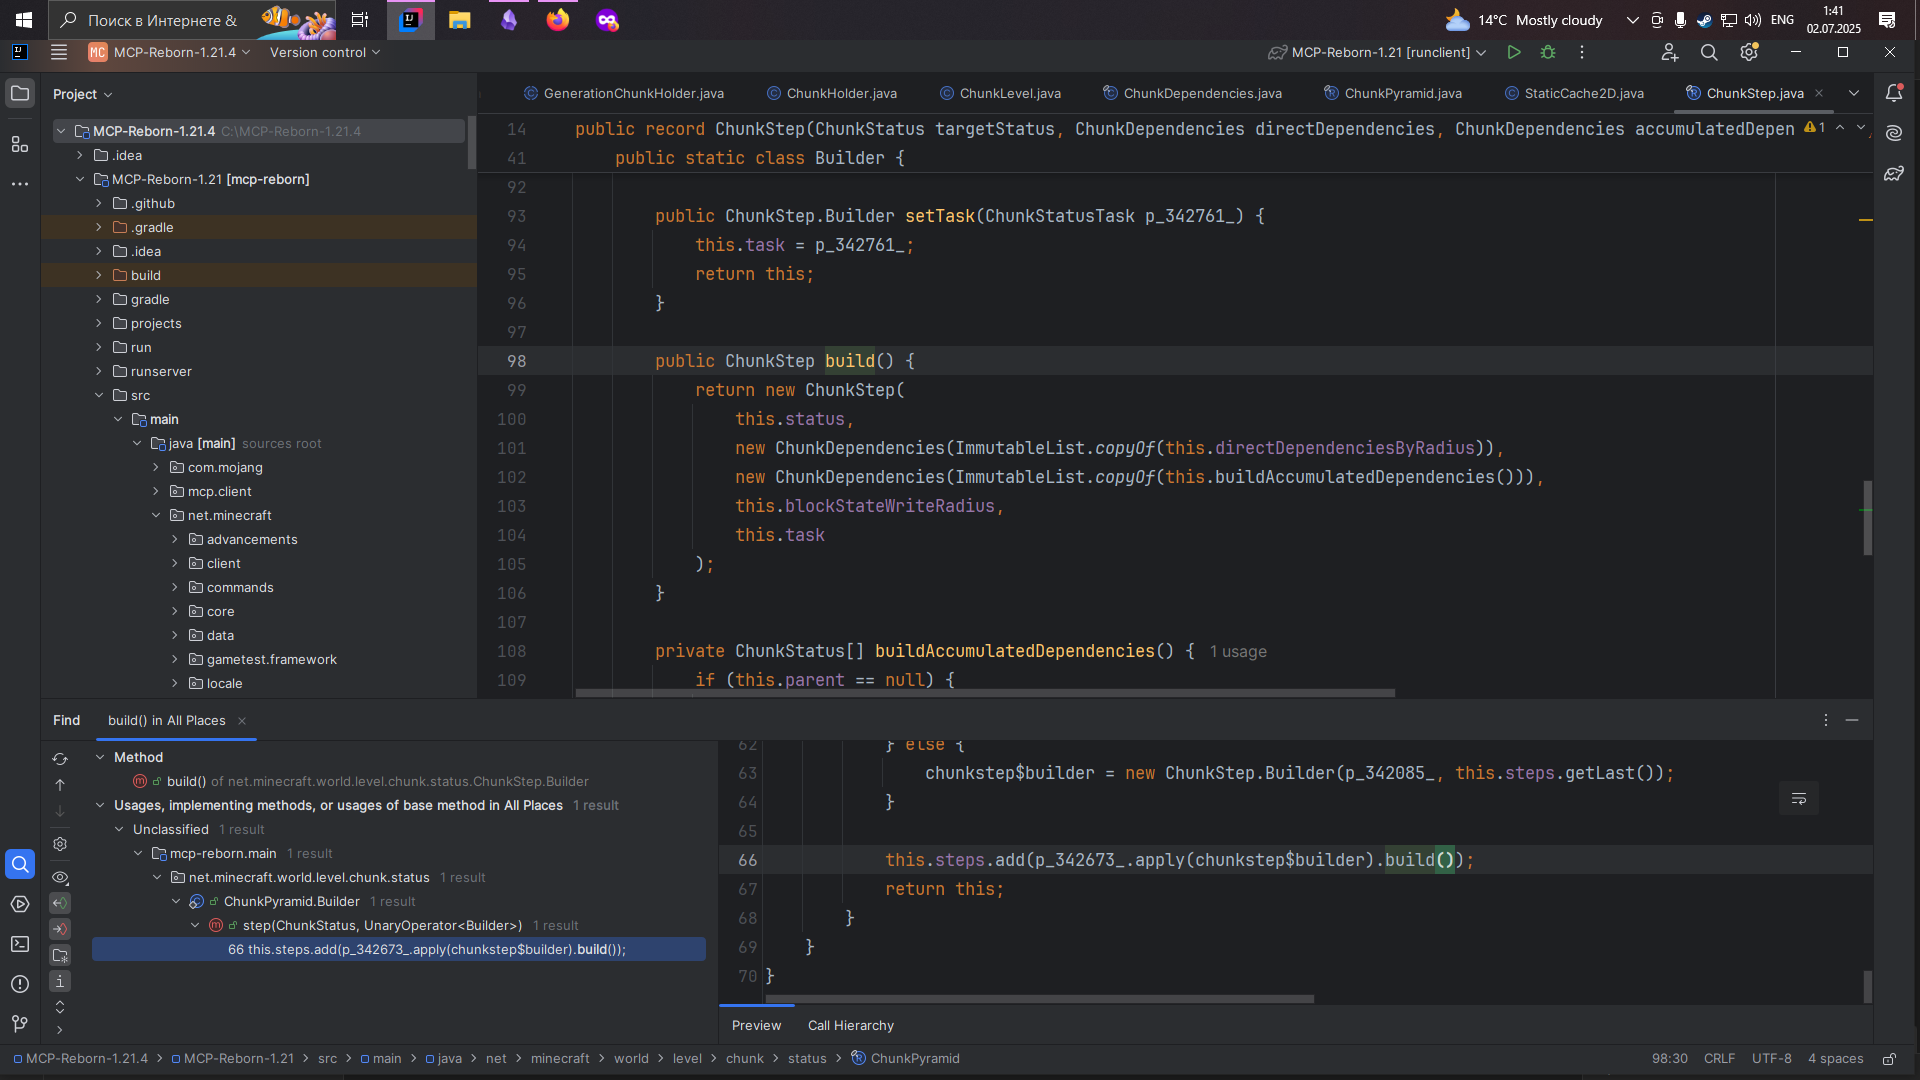 Поиск в Интернете &
14°C Mostly cloudy
ENG
1:41
02.07.2025
MC MCP-Reborn-1.21.4
Version control
MCP-Reborn-1.21 [runclient]
Project
GenerationChunkHolder.java
ChunkHolder.java
ChunkLevel.java
ChunkDependencies.java
ChunkPyramid.java
StaticCache2D.java
ChunkStep.java
MCP-Reborn-1.21.4 C:\MCP-Reborn-1.21.4
.idea
MCP-Reborn-1.21 [mcp-reborn]
.github
.gradle
.idea
build
gradle
projects
run
runserver
src
main
java [main] sources root
com.mojang
mcp.client
net.minecraft
advancements
client
commands
core
data
gametest.framework
locale
14 public record ChunkStep(ChunkStatus targetStatus, ChunkDependencies directDependencies, ChunkDependencies accumulatedDepen
1
41 public static class Builder {
92
93 public ChunkStep.Builder setTask(ChunkStatusTask p_342761_) {
94 this.task = p_342761_;
95 return this;
96 }
97
98 public ChunkStep build() {
99 return new ChunkStep(
100 this.status,
101 new ChunkDependencies(ImmutableList.copyOf(this.directDependenciesByRadius)),
102 new ChunkDependencies(ImmutableList.copyOf(this.buildAccumulatedDependencies())),
103 this.blockStateWriteRadius,
104 this.task
105 );
106 }
107
108 private ChunkStatus[] buildAccumulatedDependencies() { 1 usage
109 if (this.parent == null) {
Find
build() in All Places
Method
build() of net.minecraft.world.level.chunk.status.ChunkStep.Builder
Usages, implementing methods, or usages of base method in All Places 1 result
Unclassified 1 result
mcp-reborn.main 1 result
net.minecraft.world.level.chunk.status 1 result
ChunkPyramid.Builder 1 result
step(ChunkStatus, UnaryOperator<Builder>) 1 result
66 this.steps.add(p_342673_.apply(chunkstep$builder).build());
62 } else {
63 chunkstep$builder = new ChunkStep.Builder(p_342085_, this.steps.getLast());
64 }
65
66 this.steps.add(p_342673_.apply(chunkstep$builder).build());
67 return this;
68 }
69 }
70 }
Preview
Call Hierarchy
MCP-Reborn-1.21.4 > MCP-Reborn-1.21 > src > main > java > net > minecraft > world > level > chunk > status > ChunkPyramid
98:30 CRLF UTF-8 4 spaces